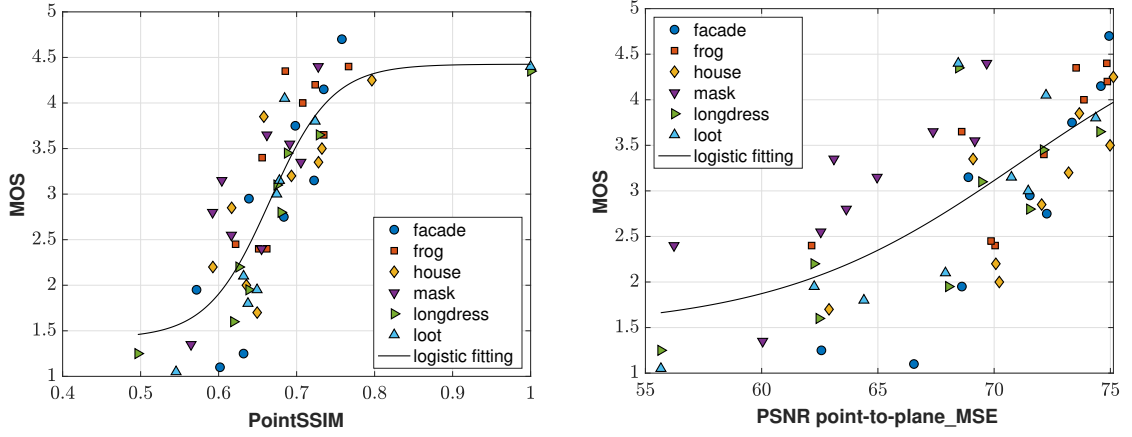 5
4.5
4
3.5
3
2.5
2
1.5
1
MOS
0.4
0.5
0.6
0.7
0.8
0.9
1
PointSSIM
facade
frog
house
mask
longdress
loot
logistic fitting
5
4.5
4
3.5
3
2.5
2
1.5
1
MOS
55
60
65
70
75
PSNR point-to-plane_MSE
facade
frog
house
mask
longdress
loot
logistic fitting